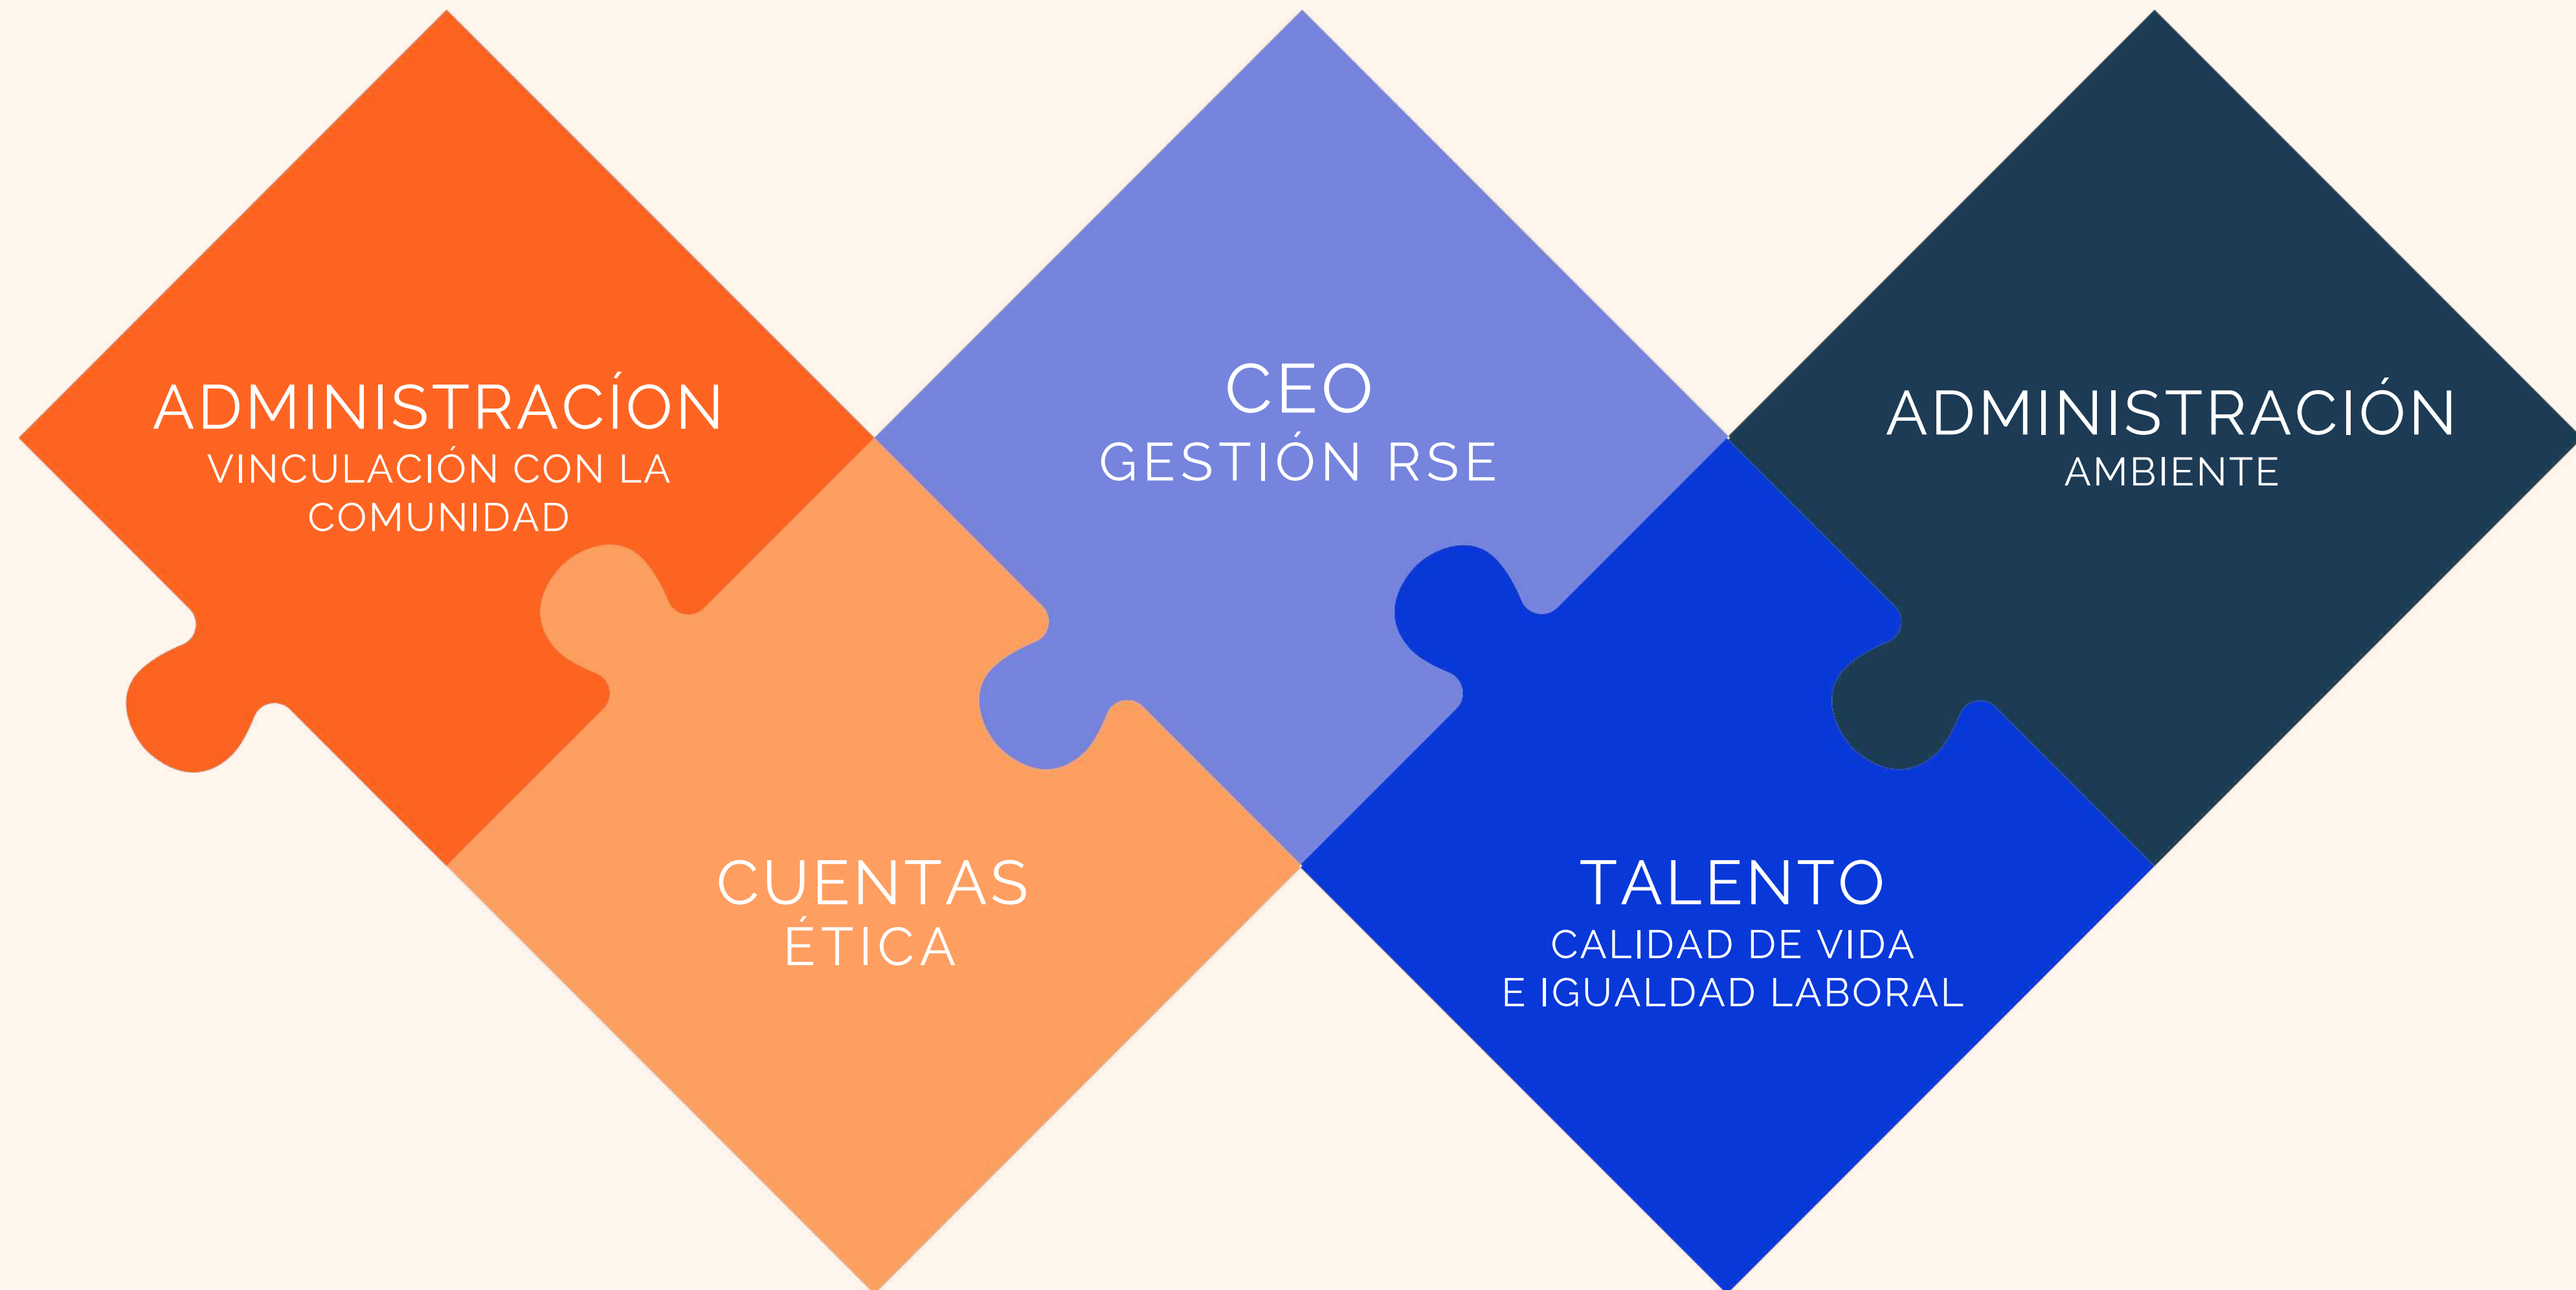 ADMINISTRACÍON
VINCULACIÓN CON LA
COMUNIDAD
CUENTAS
ÉTICA
CEO
GESTIÓN RSE
TALENTO
CALIDAD DE VIDA
E IGUALDAD LABORAL
ADMINISTRACIÓN
AMBIENTE